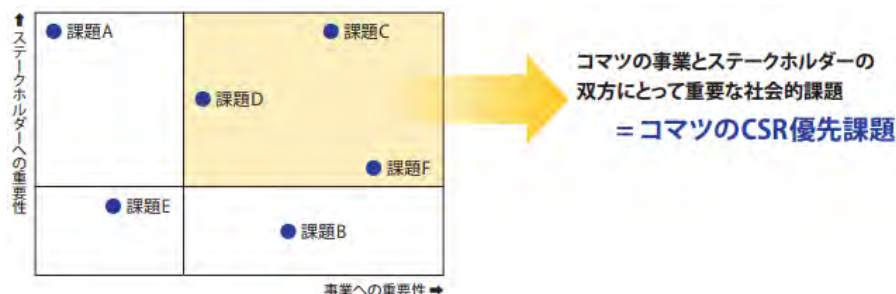 ⬆ステークホルダーへの重要性
課題A
課題C
課題D
課題F
課題E
課題B
事業への重要性➡
コマツの事業とステークホルダーの
双方にとって重要な社会的課題
=コマツのCSR優先課題